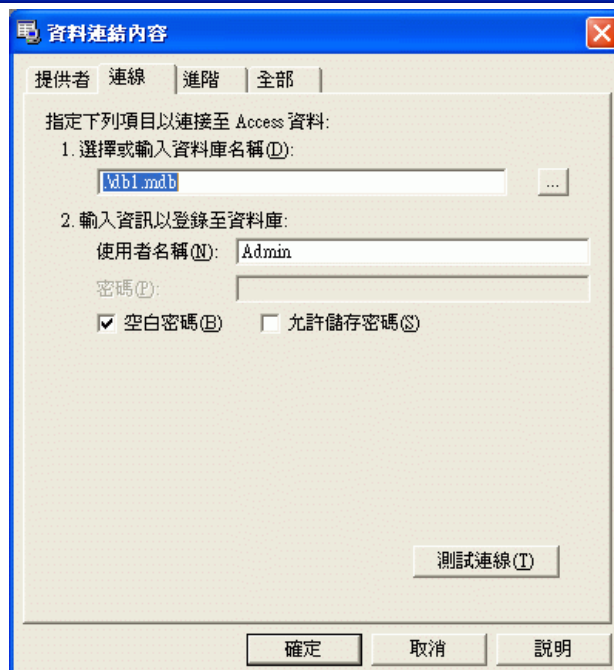 資料連結內容
提供者 連線 進階 全部
指定下列項目以連接至 Access 資料:
1. 選擇或輸入資料庫名稱(D):
.\db1.mdb ...
2. 輸入資訊以登錄至資料庫:
使用者名稱(N): Admin
密碼(P):
空白密碼(B) 允許儲存密碼(S)
測試連線(T)
確定 取消 說明